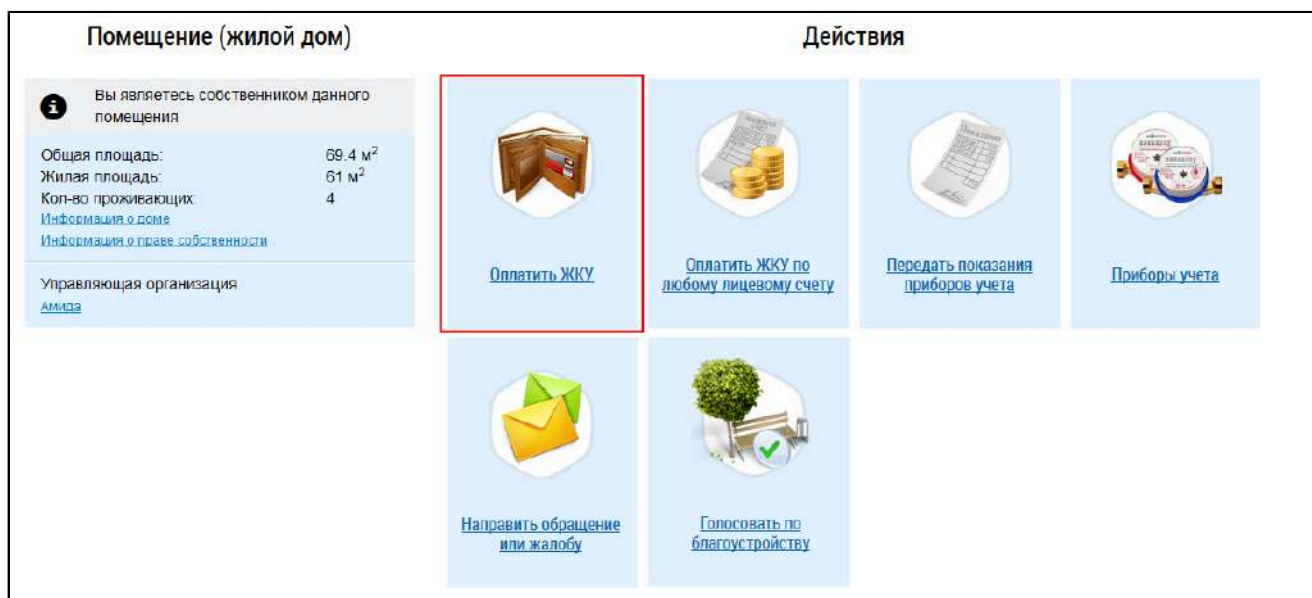 Помещение (жилой дом)
Действия
Вы являетесь собственником данного
помещения
Общая площадь: 69.4 м²
Жилая площадь: 61 м²
Кол-во проживающих: 4
Информация о доме
Информация о праве собственности
Управляющая организация
Амида
Оплатить ЖКУ
Оплатить ЖКУ по
любому лицевому счету
Передать показания
приборов учета
Приборы учета
Направить обращение
или жалобу
Голосовать по
благоустройству